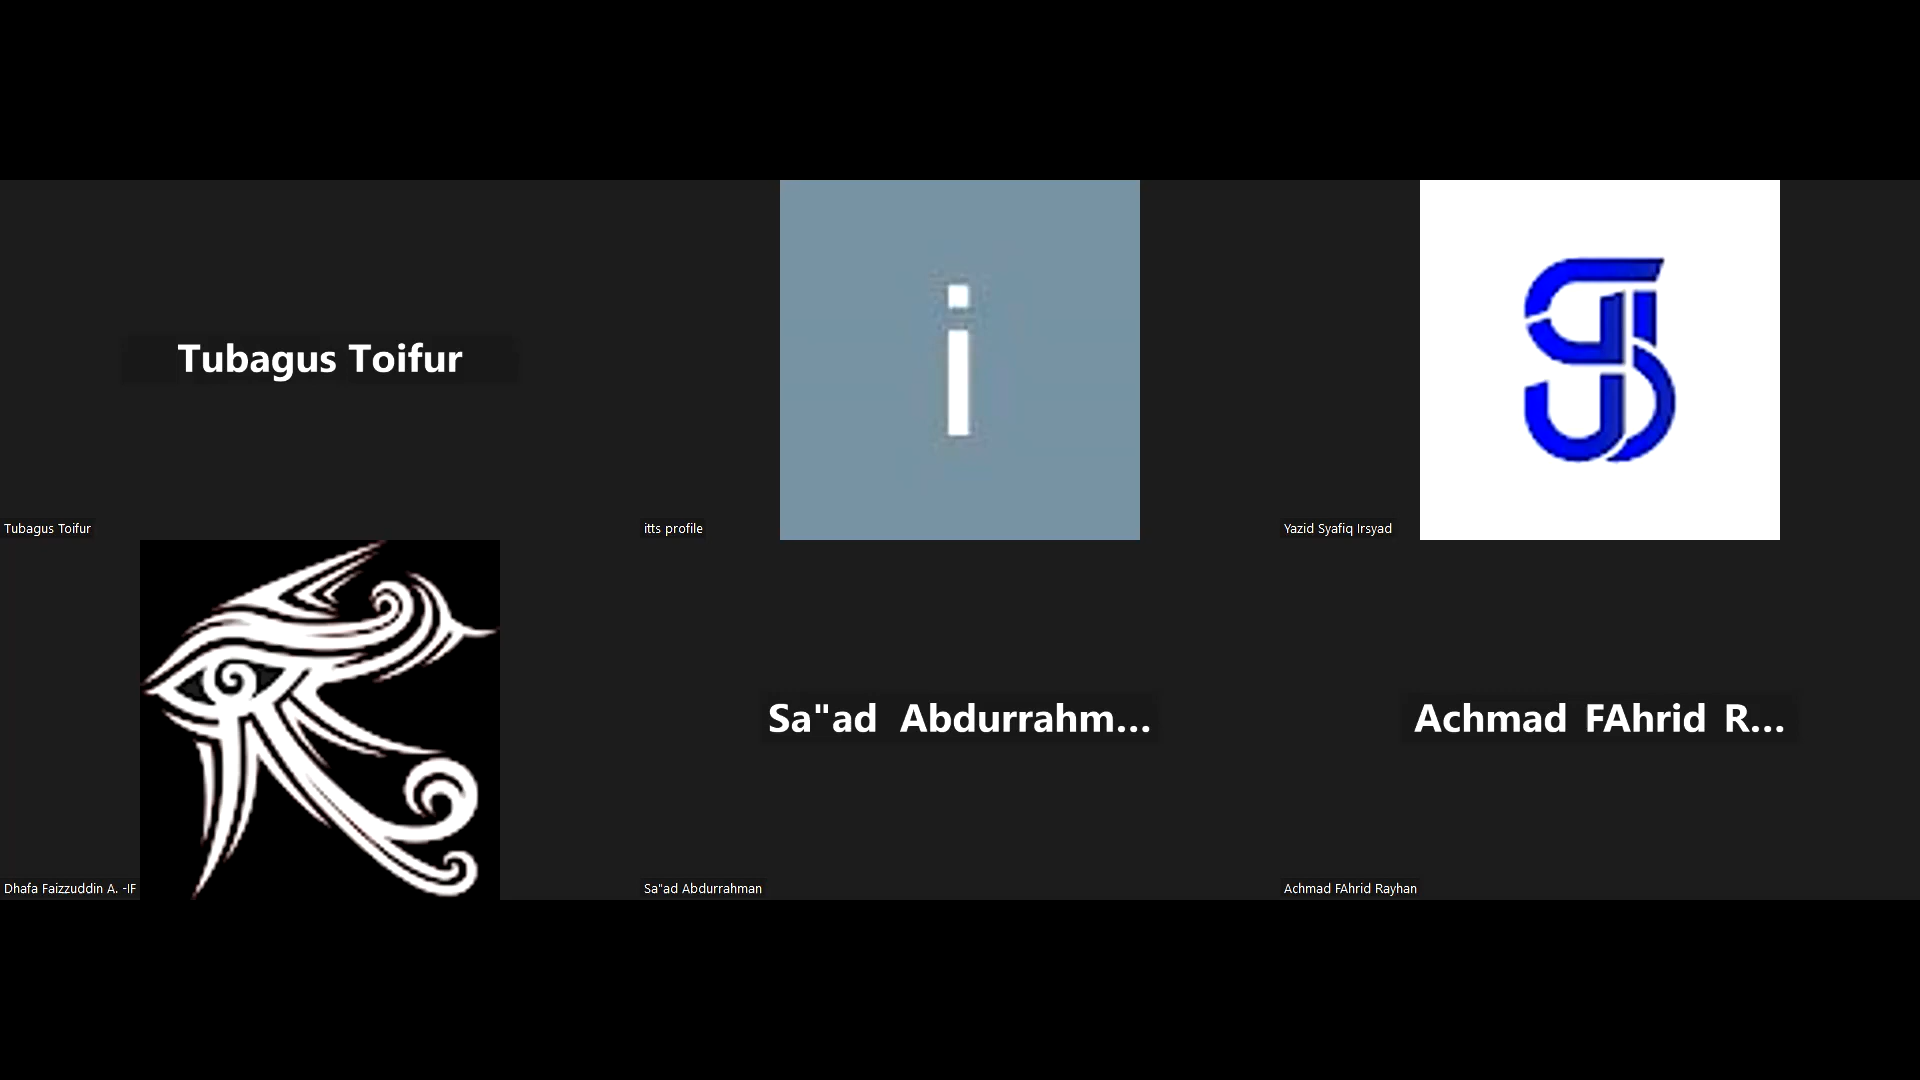 Tubagus Toifur
Tubagus Toifur
i
itts profile
Yazid Syafiq Irsyad
Dhafa Faizzuddin A. -IF
Sa"ad Abdurrahm...
Sa"ad Abdurrahman
Achmad FAhrid R...
Achmad FAhrid Rayhan